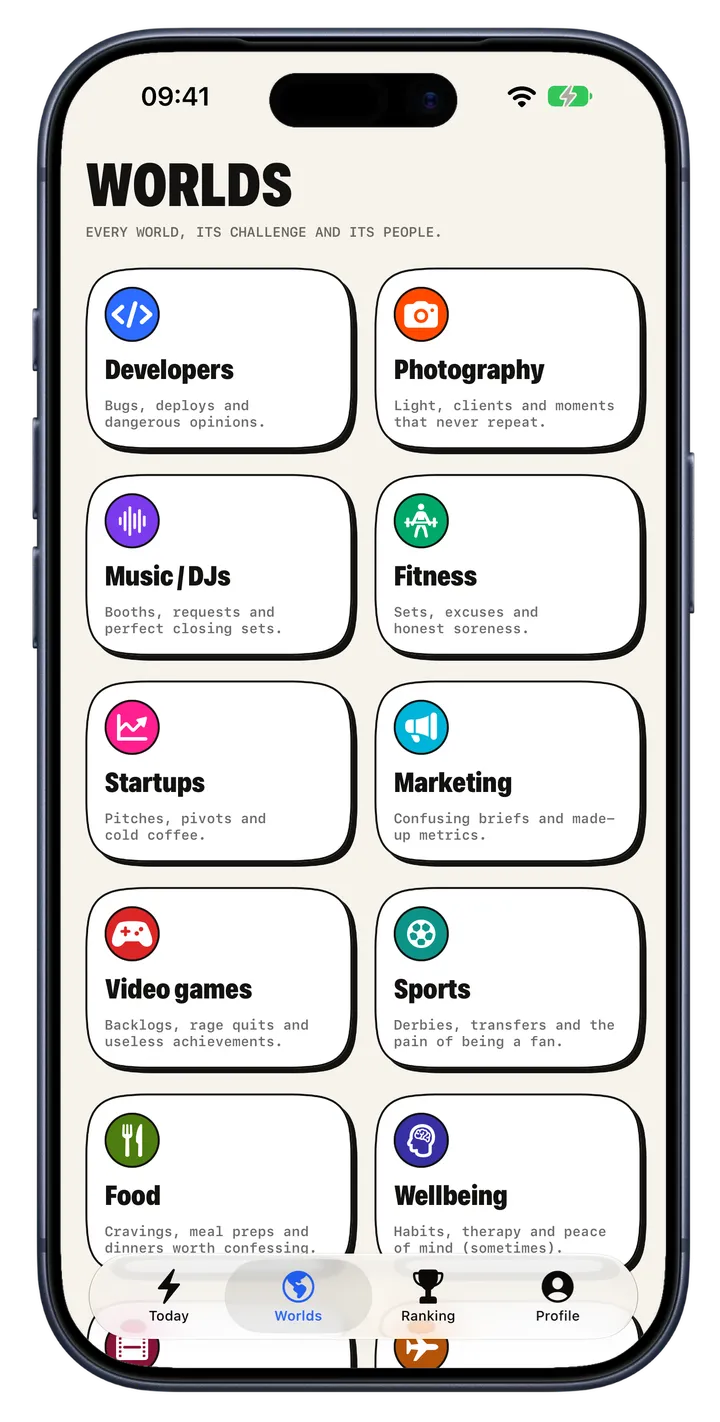 09:41
WORLDS
EVERY WORLD, ITS CHALLENGE AND ITS PEOPLE.
Developers
Bugs, deploys and
dangerous opinions.
Photography
Light, clients and moments
that never repeat.
Music/DJs
Booths, requests and
perfect closing sets.
Fitness
Sets, excuses and
honest soreness.
Startups
Pitches, pivots and
cold coffee.
Marketing
Confusing briefs and made-
up metrics.
Video games
Backlogs, rage quits and
useless achievements.
Sports
Derbies, transfers and the
pain of being a fan.
Food
Cravings, meal preps and
dinners worth confessing.
Wellbeing
Habits, therapy and peace
of mind (sometimes).
Today
Worlds
Ranking
Profile